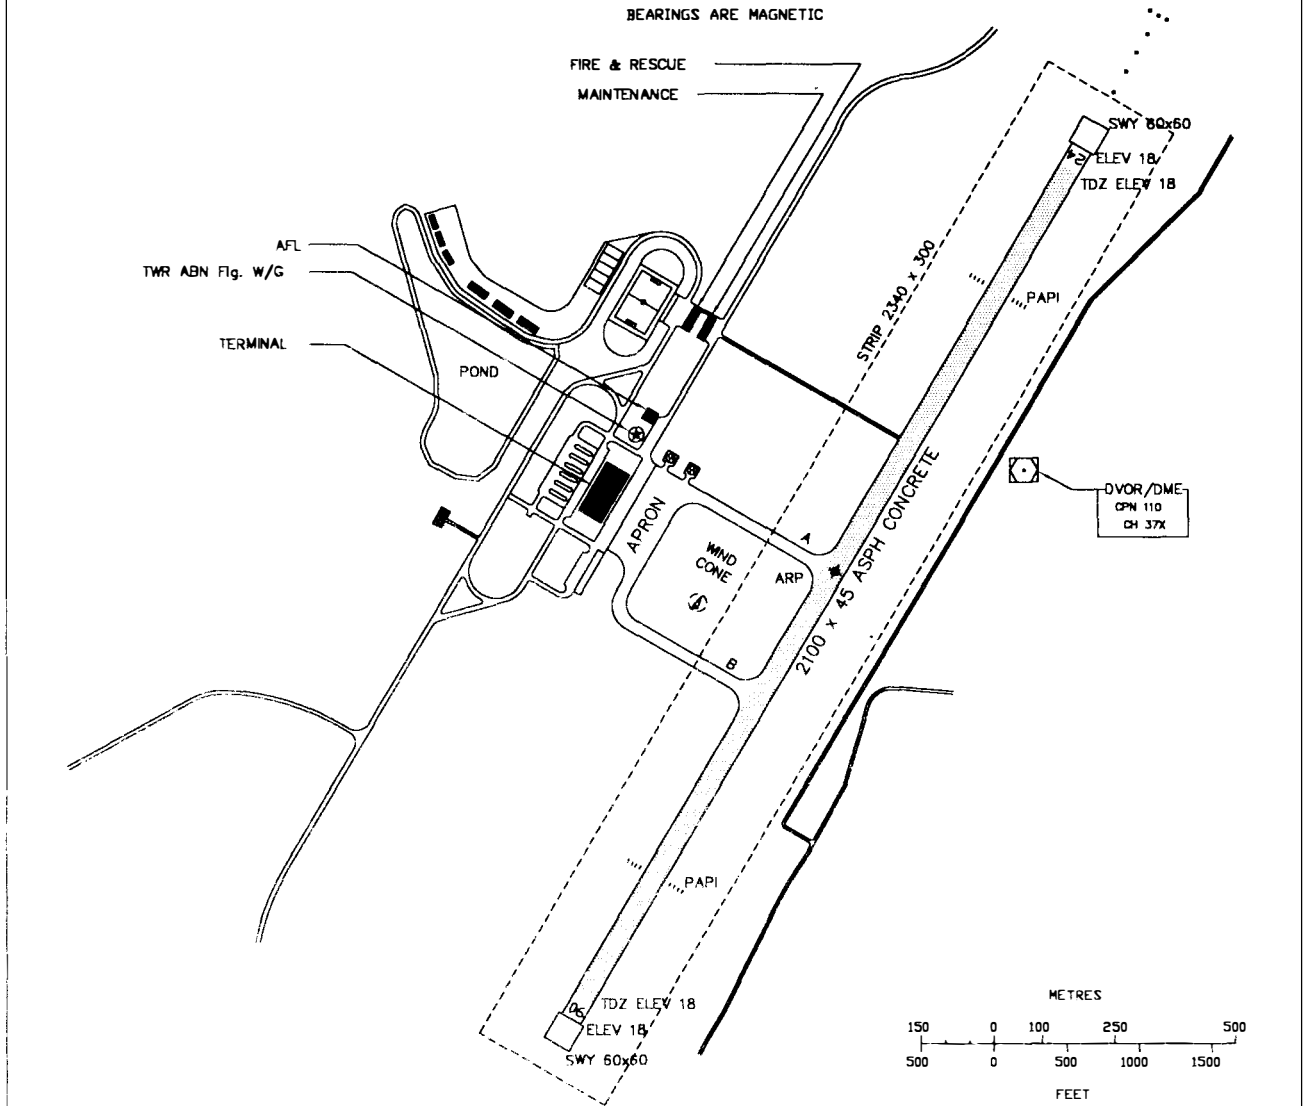 BEARINGS ARE MAGNETIC
FIRE & RESCUE
MAINTENANCE
SWY 60x60
24
ELEV 18
TDZ ELEV 18
AFL
TWR ABN Flg. W/G
STRIP 2340 x 300
PAPI
TERMINAL
POND
DVOR/DME
CPN 110
CH 37X
APRON
A
WIND
CONE
ARP
2100 x 45 ASPH CONCRETE
B
PAPI
06
TDZ ELEV 18
ELEV 18
SWY 60x60
METRES
150 0 100 250 500
500 0 500 1000 1500
FEET